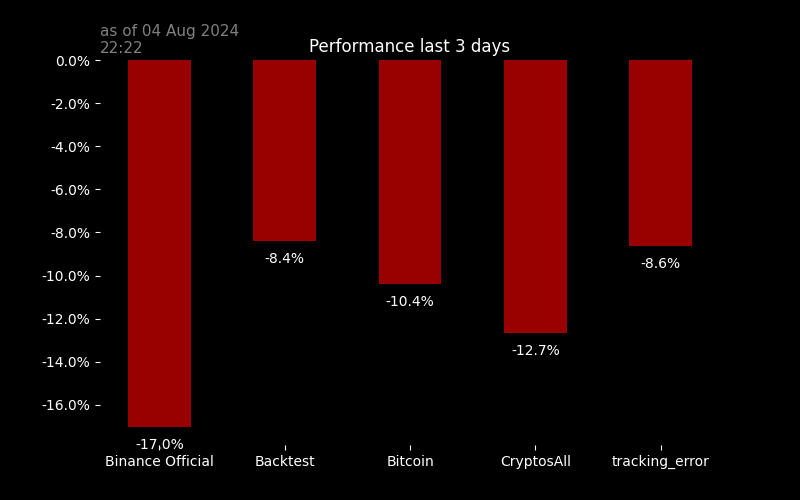 as of 04 Aug 2024
22:22
Performance last 3 days
0.0%
-2.0%
-4.0%
-6.0%
-8.0%
-10.0%
-12.0%
-14.0%
-16.0%
-17.0%
-8.4%
-10.4%
-12.7%
-8.6%
Binance Official
Backtest
Bitcoin
CryptosAll
tracking_error